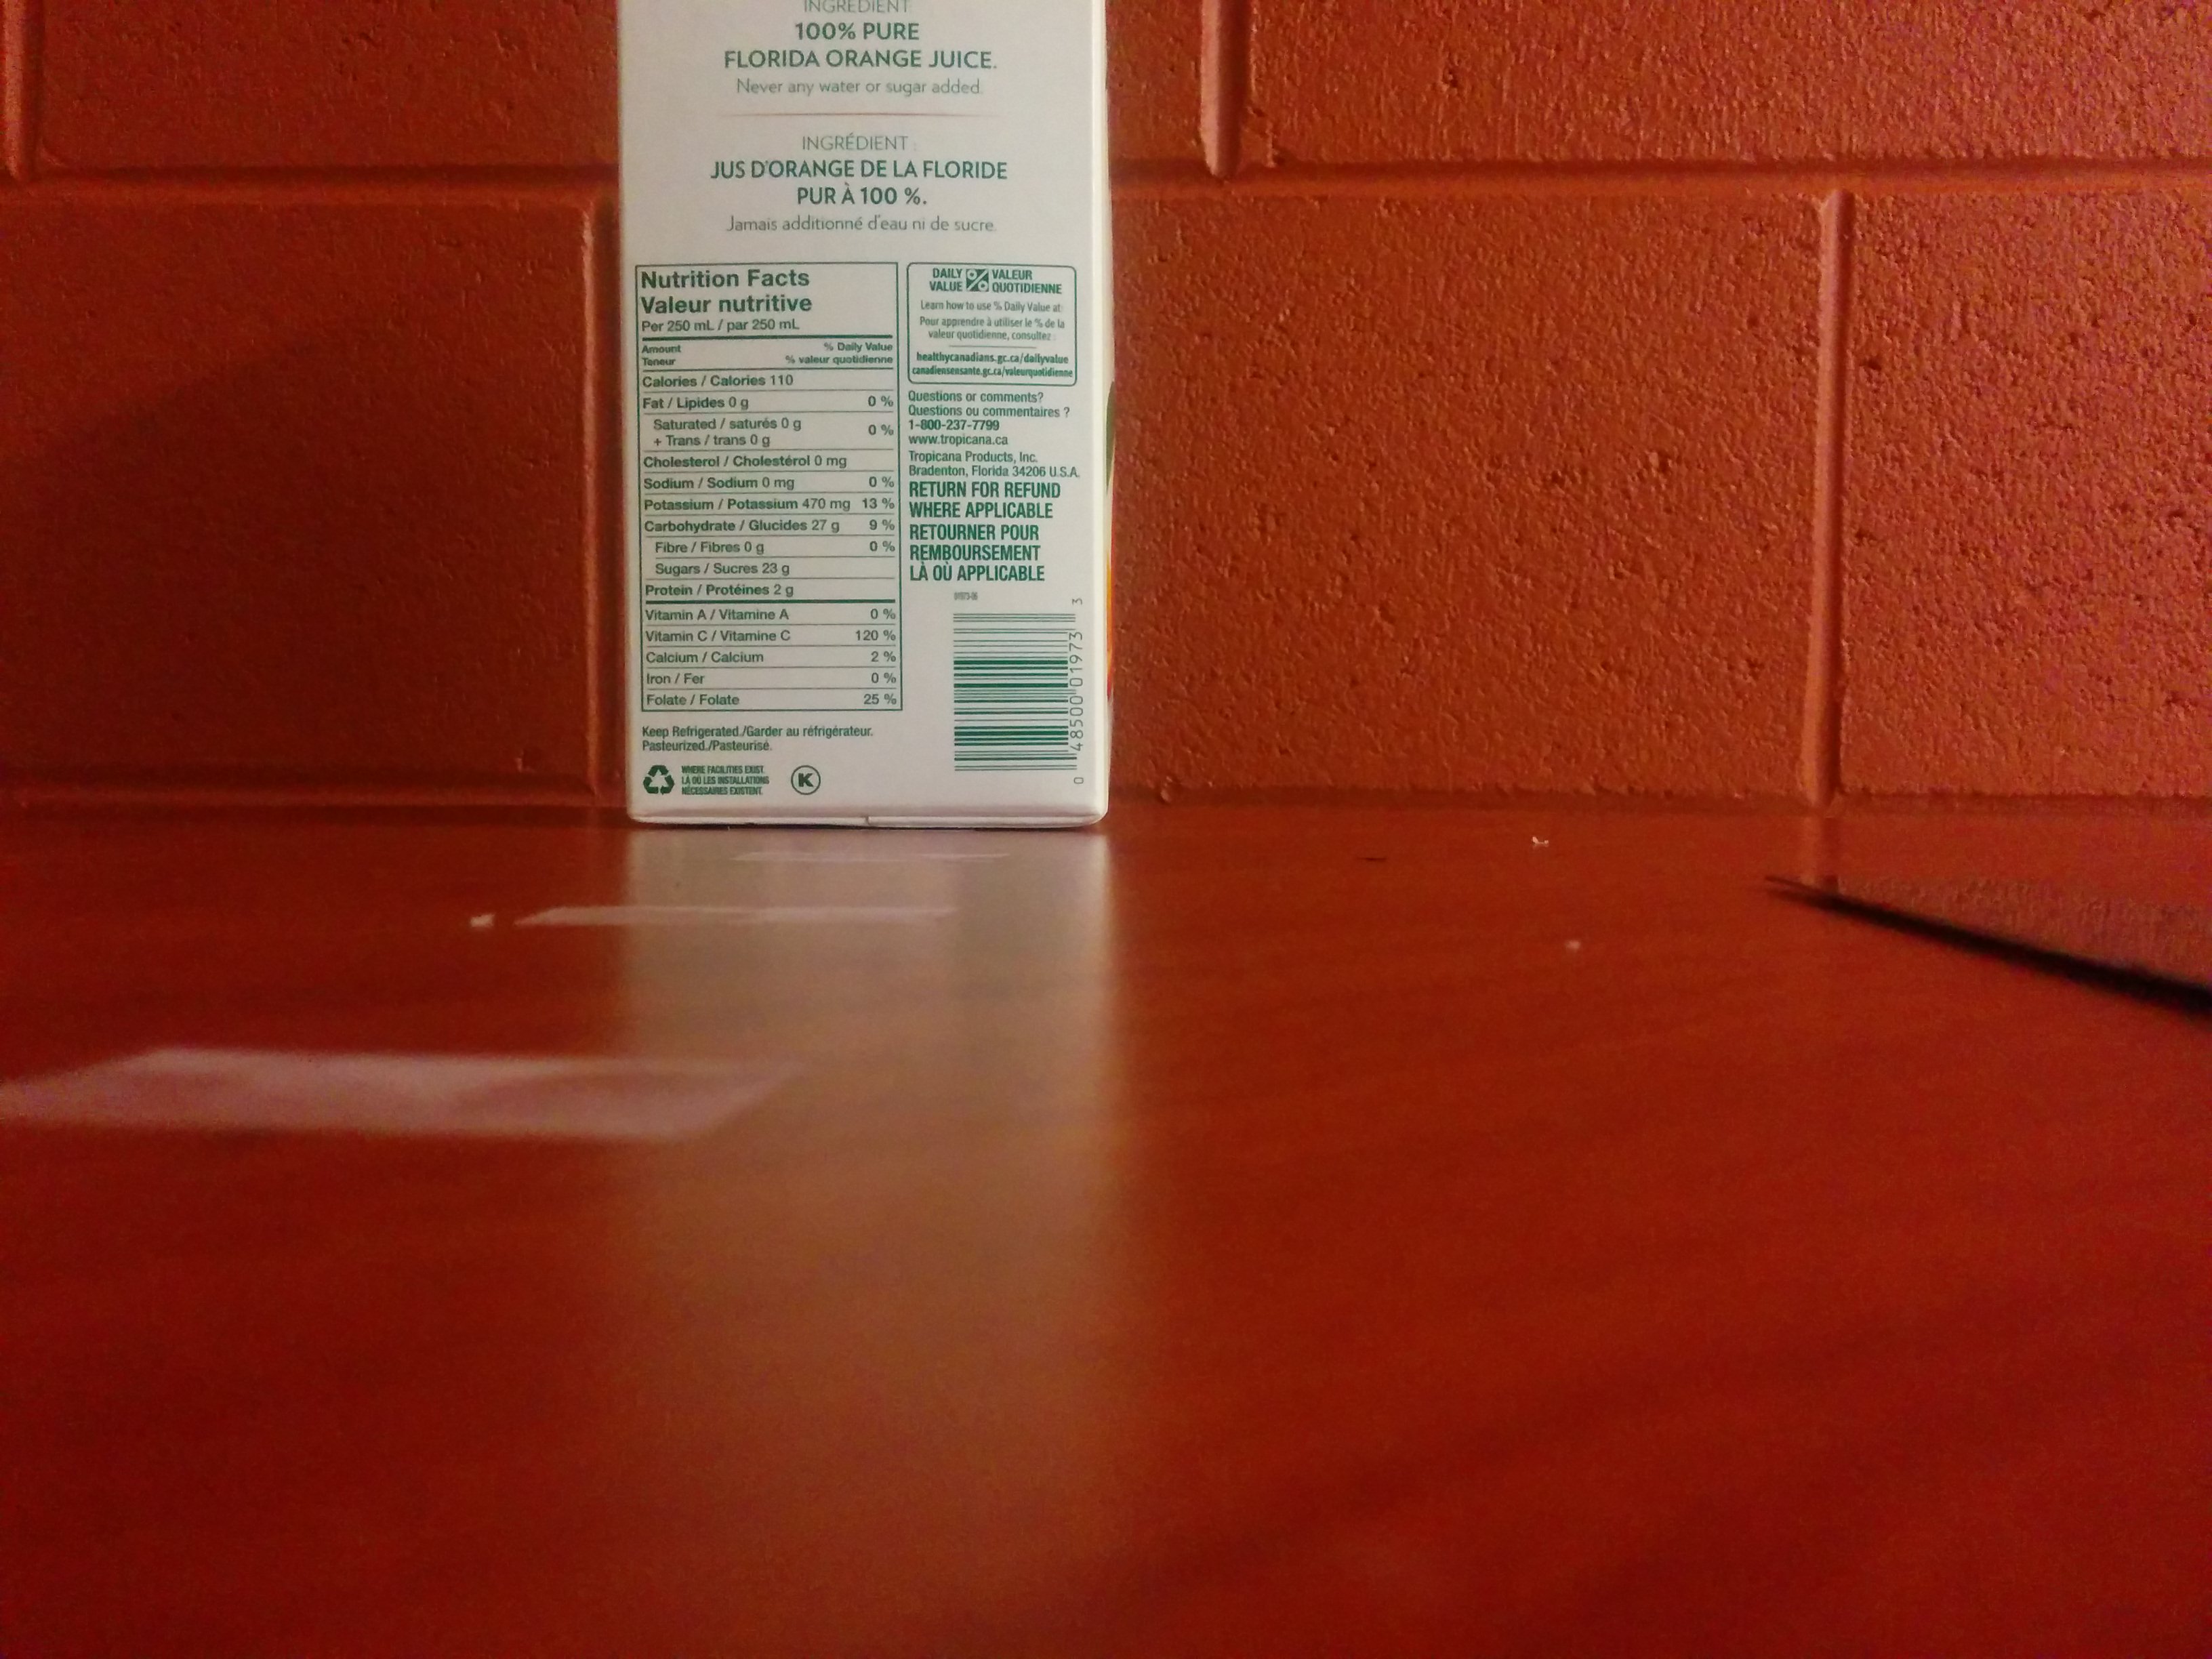 INGREDIENT
100% PURE
FLORIDA ORANGE JUICE.
Never any water or sugar added.
INGRÉDIENT :
JUS D'ORANGE DE LA FLORIDE
PUR À 100 %.
Jamais additionné d'eau ni de sucre.
Nutrition Facts
Valeur nutritive
Per 250 mL / par 250 mL
Amount % Daily Value
Teneur % valeur quotidienne
Calories / Calories 110
Fat / Lipides 0 g 0 %
Saturated / saturés 0 g
+ Trans / trans 0 g 0 %
Cholesterol / Cholestérol 0 mg
Sodium / Sodium 0 mg 0 %
Potassium / Potassium 470 mg 13 %
Carbohydrate / Glucides 27 g 9 %
Fibre / Fibres 0 g 0 %
Sugars / Sucres 23 g
Protein / Protéines 2 g
Vitamin A / Vitamine A 0 %
Vitamin C / Vitamine C 120 %
Calcium / Calcium 2 %
Iron / Fer 0 %
Folate / Folate 25 %
Keep Refrigerated./Garder au réfrigérateur.
Pasteurized./Pasteurisé.
WHERE FACILITIES EXIST.
LÀ OÙ LES INSTALLATIONS
NÉCESSAIRES EXISTENT.
K
DAILY % VALEUR
VALUE QUOTIDIENNE
Learn how to use % Daily Value at:
Pour apprendre à utiliser le % de la
valeur quotidienne, consultez :
healthycanadians.gc.ca/dailyvalue
canadiensensante.gc.ca/valeurquotidienne
Questions or comments?
Questions ou commentaires ?
1-800-237-7799
www.tropicana.ca
Tropicana Products, Inc.
Bradenton, Florida 34206 U.S.A.
RETURN FOR REFUND
WHERE APPLICABLE
RETOURNER POUR
REMBOURSEMENT
LÀ OÙ APPLICABLE
0 48500 01973 3